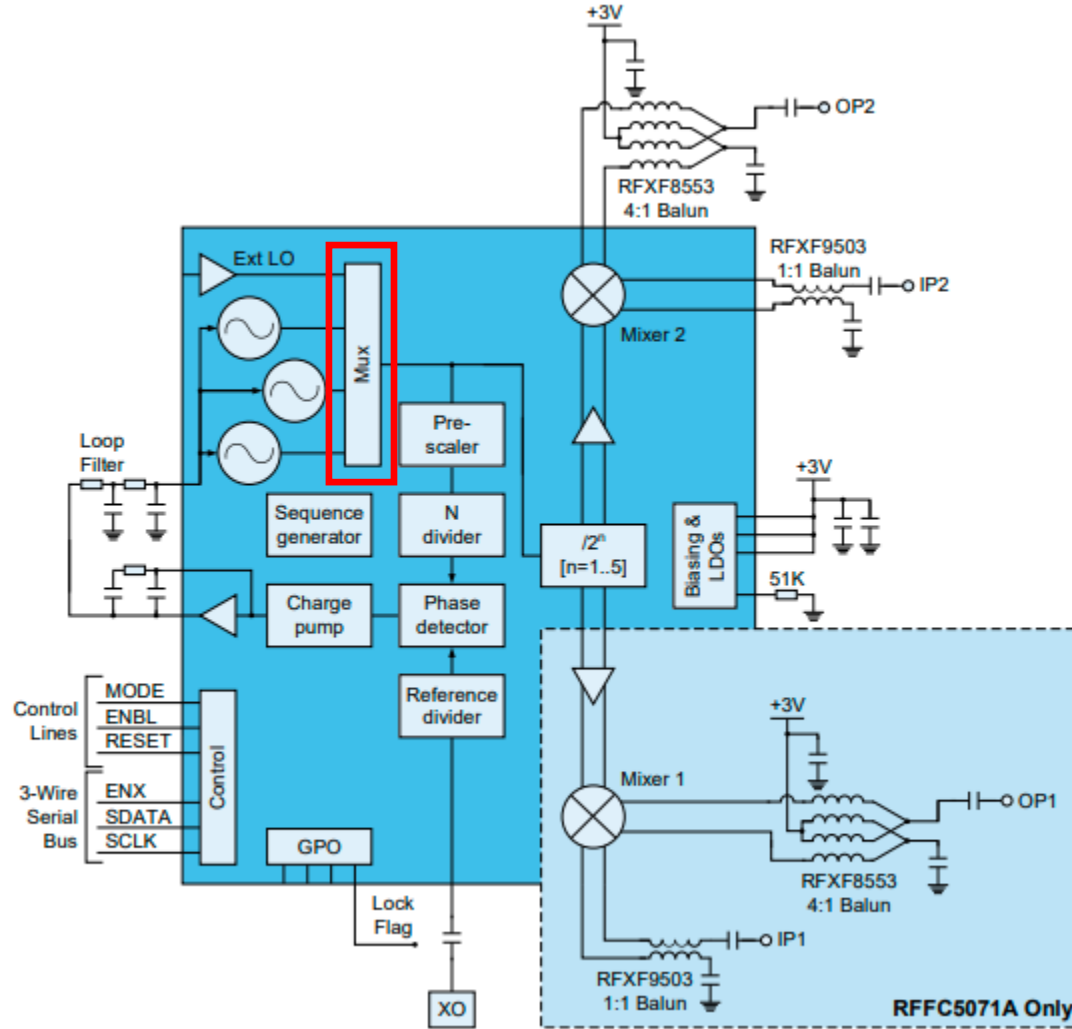 +3V
OP2
RFXF8553
4:1 Balun
RFXF9503
1:1 Balun
IP2
Ext LO
Mux
Mixer 2
Pre-
scaler
Loop
Filter
+3V
Sequence
generator
N
divider
/2ⁿ
[n=1..5]
Biasing &
LDOs
51K
Charge
pump
Phase
detector
Reference
divider
Control
Lines
MODE
ENBL
RESET
3-Wire
Serial
Bus
ENX
SDATA
SCLK
Control
GPO
Lock
Flag
XO
+3V
Mixer 1
OP1
RFXF8553
4:1 Balun
IP1
RFXF9503
1:1 Balun
RFFC5071A Only